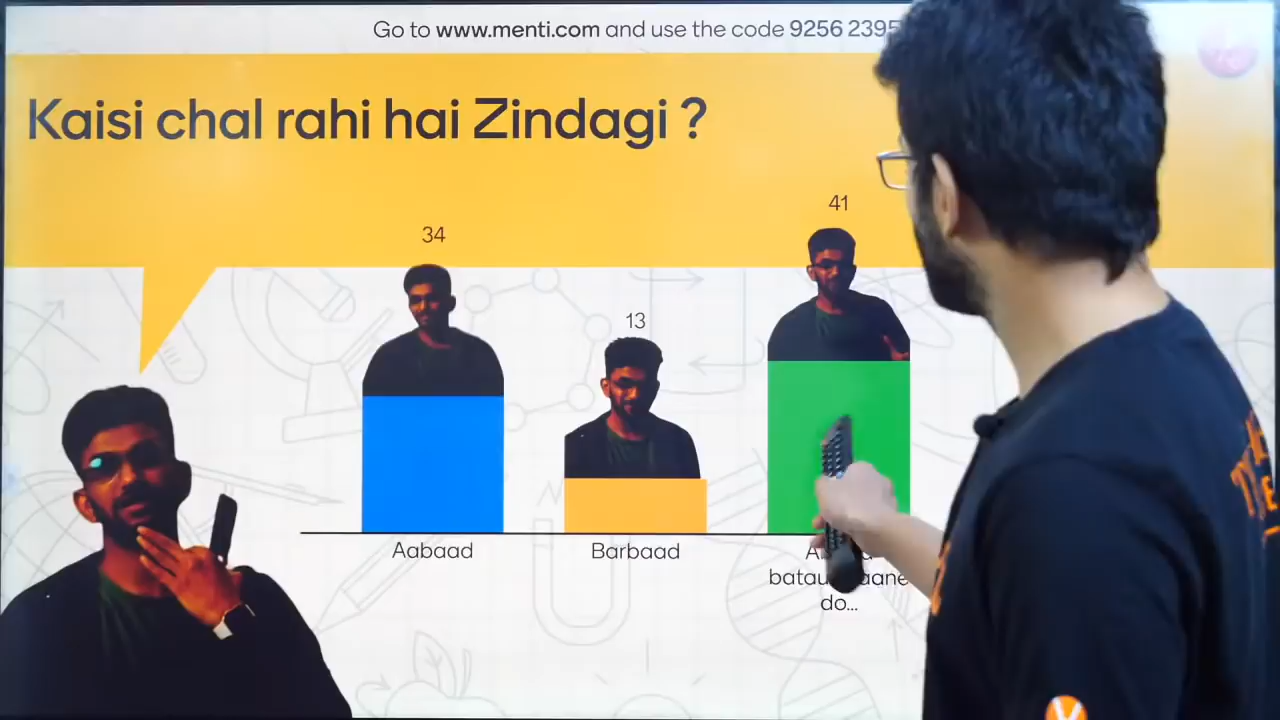 Go to www.menti.com and use the code 9256 2395
Kaisi chal rahi hai Zindagi ?
34
13
41
Aabaad
Barbaad
batau
do...